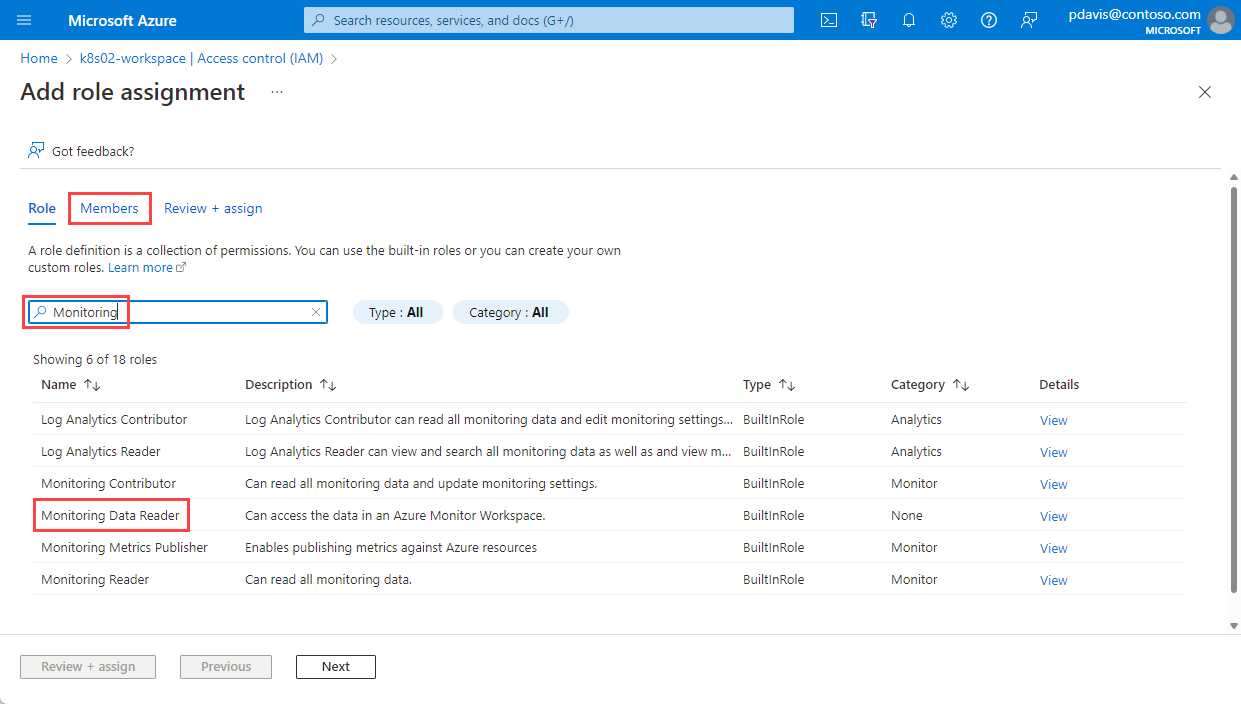 Microsoft Azure
Search resources, services, and docs (G+/)
pdavis@contoso.com
MICROSOFT
Home > k8s02-workspace | Access control (IAM) >
Add role assignment ...
Got feedback?
Role Members Review + assign
A role definition is a collection of permissions. You can use the built-in roles or you can create your own
custom roles. Learn more
Monitoring
Type : All Category : All
Showing 6 of 18 roles
Name Description Type Category Details
Log Analytics Contributor Log Analytics Contributor can read all monitoring data and edit monitoring settings... BuiltInRole Analytics View
Log Analytics Reader Log Analytics Reader can view and search all monitoring data as well as and view m... BuiltInRole Analytics View
Monitoring Contributor Can read all monitoring data and update monitoring settings. BuiltInRole Monitor View
Monitoring Data Reader Can access the data in an Azure Monitor Workspace. BuiltInRole None View
Monitoring Metrics Publisher Enables publishing metrics against Azure resources BuiltInRole Monitor View
Monitoring Reader Can read all monitoring data. BuiltInRole Monitor View
Review + assign Previous Next